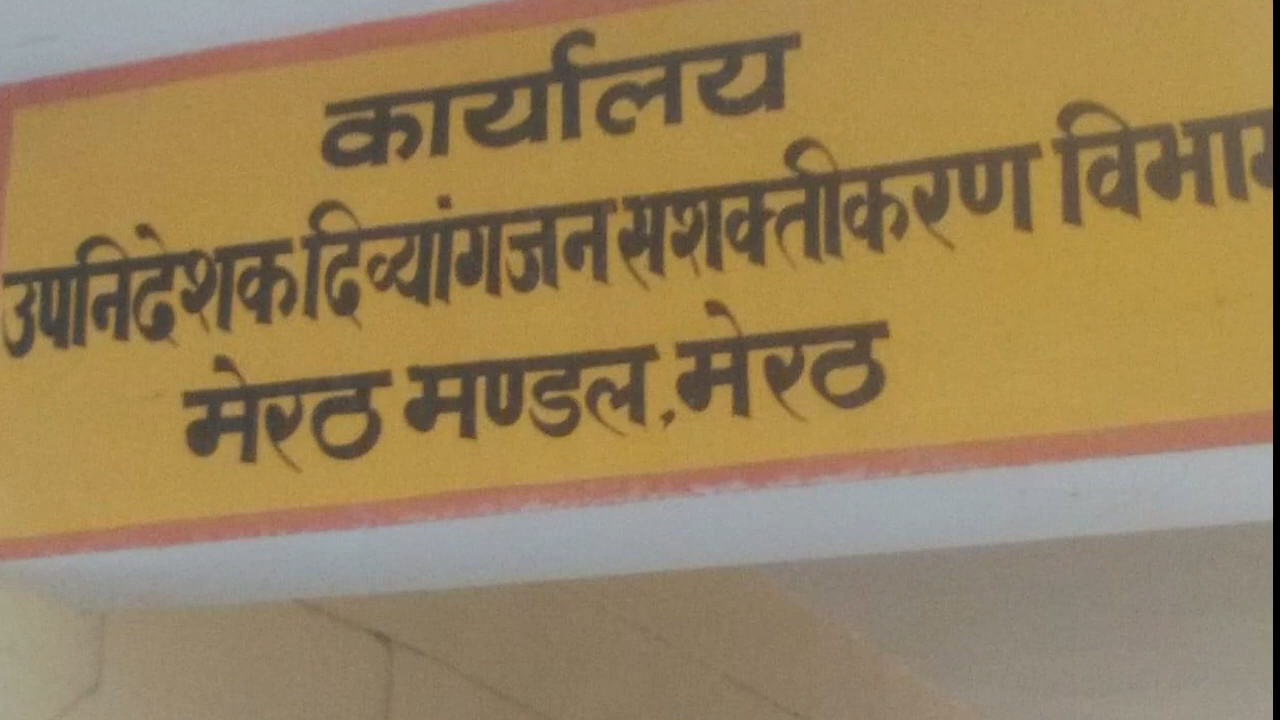 कार्यालय
उपनिदेशक दिव्यांगजन सशक्तीकरण विभाग
मेरठ मण्डल, मेरठ